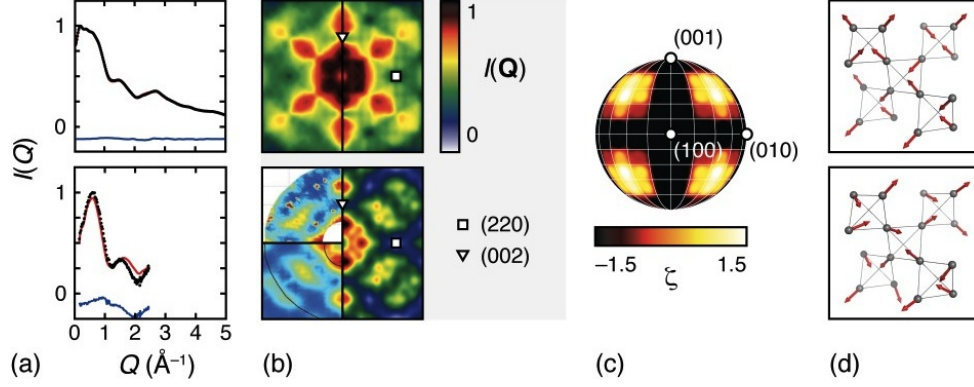 1
0
1
0
I(Q)
0 1 2 3 4 5
Q (Å⁻¹)
(a)
1
0
I(Q)
(220)
(002)
(b)
(001)
(100)
(010)
−1.5 ζ 1.5
(c)
(d)